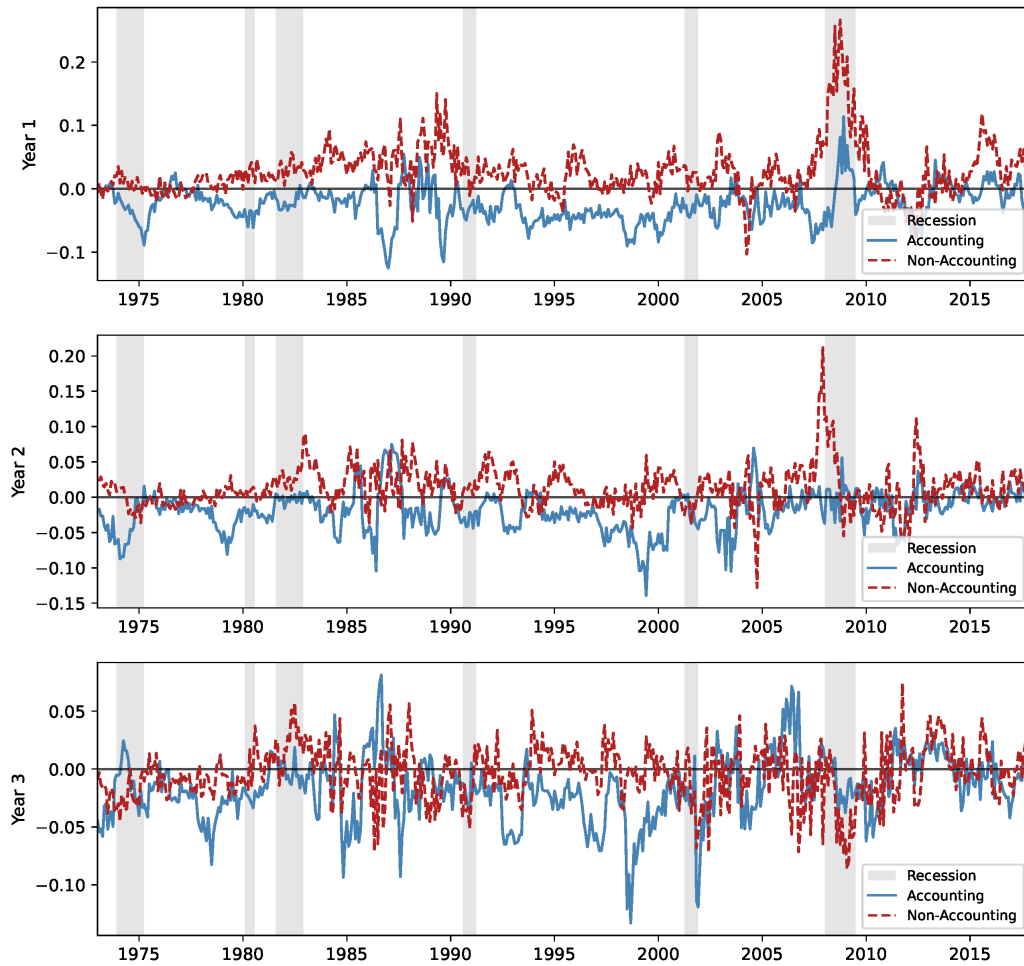 Year 1
0.2
0.1
0.0
−0.1
Recession
Accounting
Non-Accounting
1975 1980 1985 1990 1995 2000 2005 2010 2015
Year 2
0.20
0.15
0.10
0.05
0.00
−0.05
−0.10
−0.15
Recession
Accounting
Non-Accounting
1975 1980 1985 1990 1995 2000 2005 2010 2015
Year 3
0.05
0.00
−0.05
−0.10
Recession
Accounting
Non-Accounting
1975 1980 1985 1990 1995 2000 2005 2010 2015